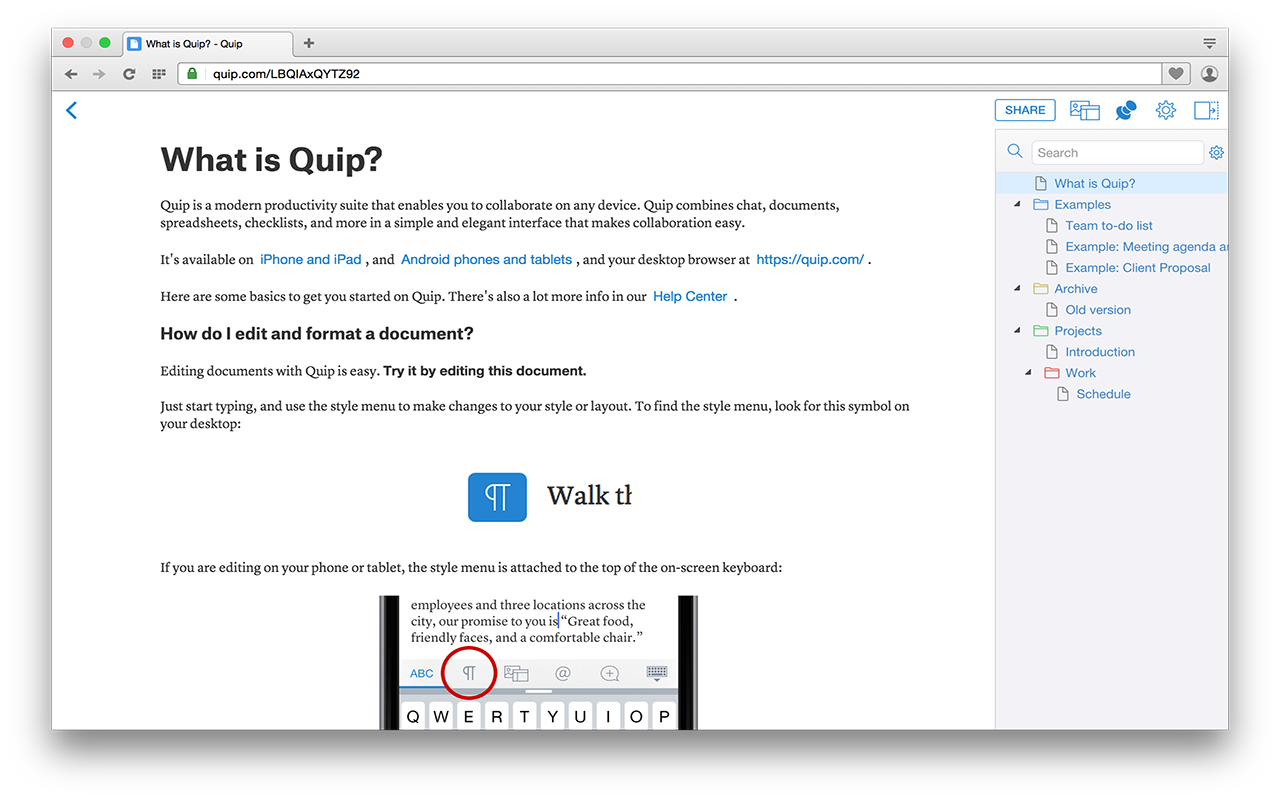 What is Quip? - Quip
quip.com/LBQIAxQYTZ92
SHARE
What is Quip?
Quip is a modern productivity suite that enables you to collaborate on any device. Quip combines chat, documents,
spreadsheets, checklists, and more in a simple and elegant interface that makes collaboration easy.
It's available on iPhone and iPad , and Android phones and tablets , and your desktop browser at https://quip.com/ .
Here are some basics to get you started on Quip. There's also a lot more info in our Help Center .
How do I edit and format a document?
Editing documents with Quip is easy. Try it by editing this document.
Just start typing, and use the style menu to make changes to your style or layout. To find the style menu, look for this symbol on
your desktop:
¶ Walk th
If you are editing on your phone or tablet, the style menu is attached to the top of the on-screen keyboard:
employees and three locations across the
city, our promise to you is “Great food,
friendly faces, and a comfortable chair.”
ABC ¶ @
Q W E R T Y U I O P
Search
What is Quip?
Examples
Team to-do list
Example: Meeting agenda a
Example: Client Proposal
Archive
Old version
Projects
Introduction
Work
Schedule